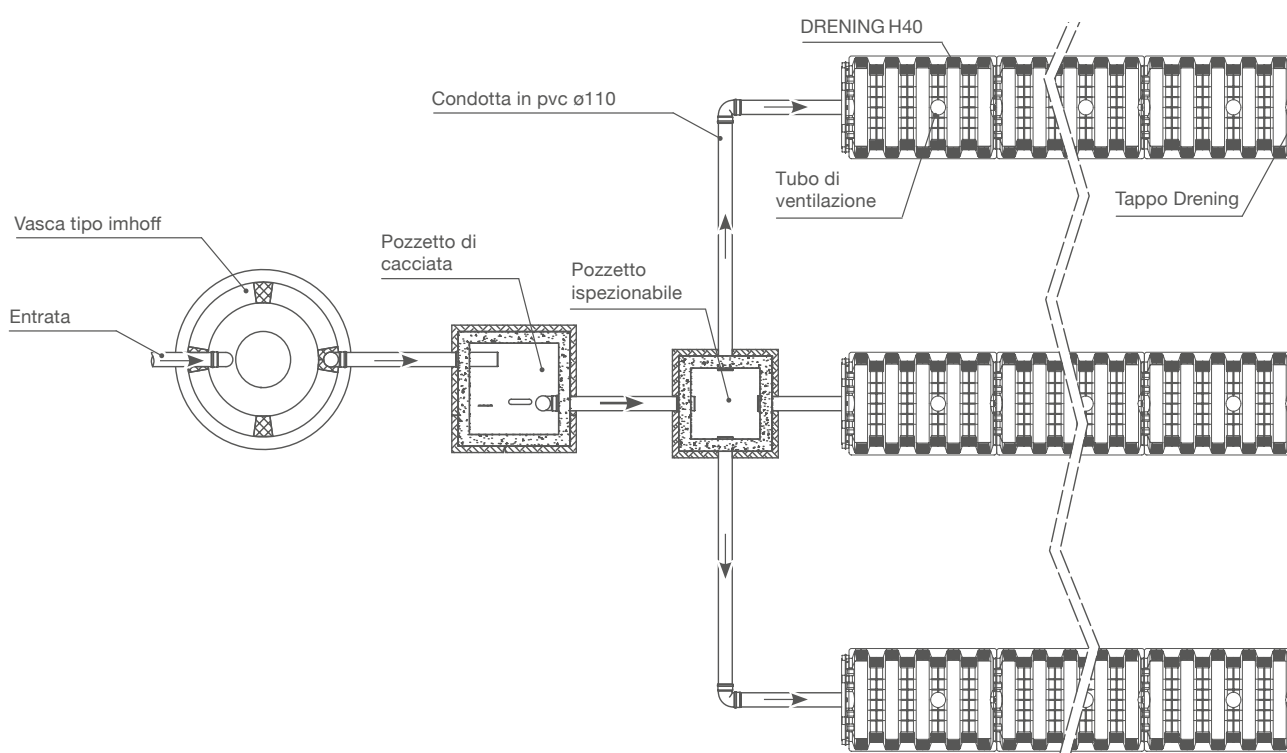 DRENING H40
Condotta in pvc ø110
Tubo di
ventilazione
Tappo Drening
Vasca tipo imhoff
Pozzetto di
cacciata
Pozzetto
ispezionabile
Entrata